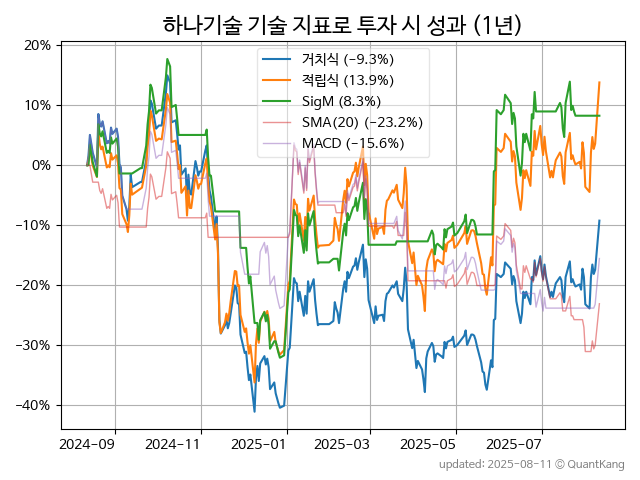 하나기술 기술 지표로 투자 시 성과 (1년)
20%
10%
0%
−10%
−20%
−30%
−40%
거치식 (−9.3%)
적립식 (13.9%)
SigM (8.3%)
SMA(20) (−23.2%)
MACD (−15.6%)
2024−09
2024−11
2025−01
2025−03
2025−05
2025−07
updated: 2025−08−11 © QuantKang